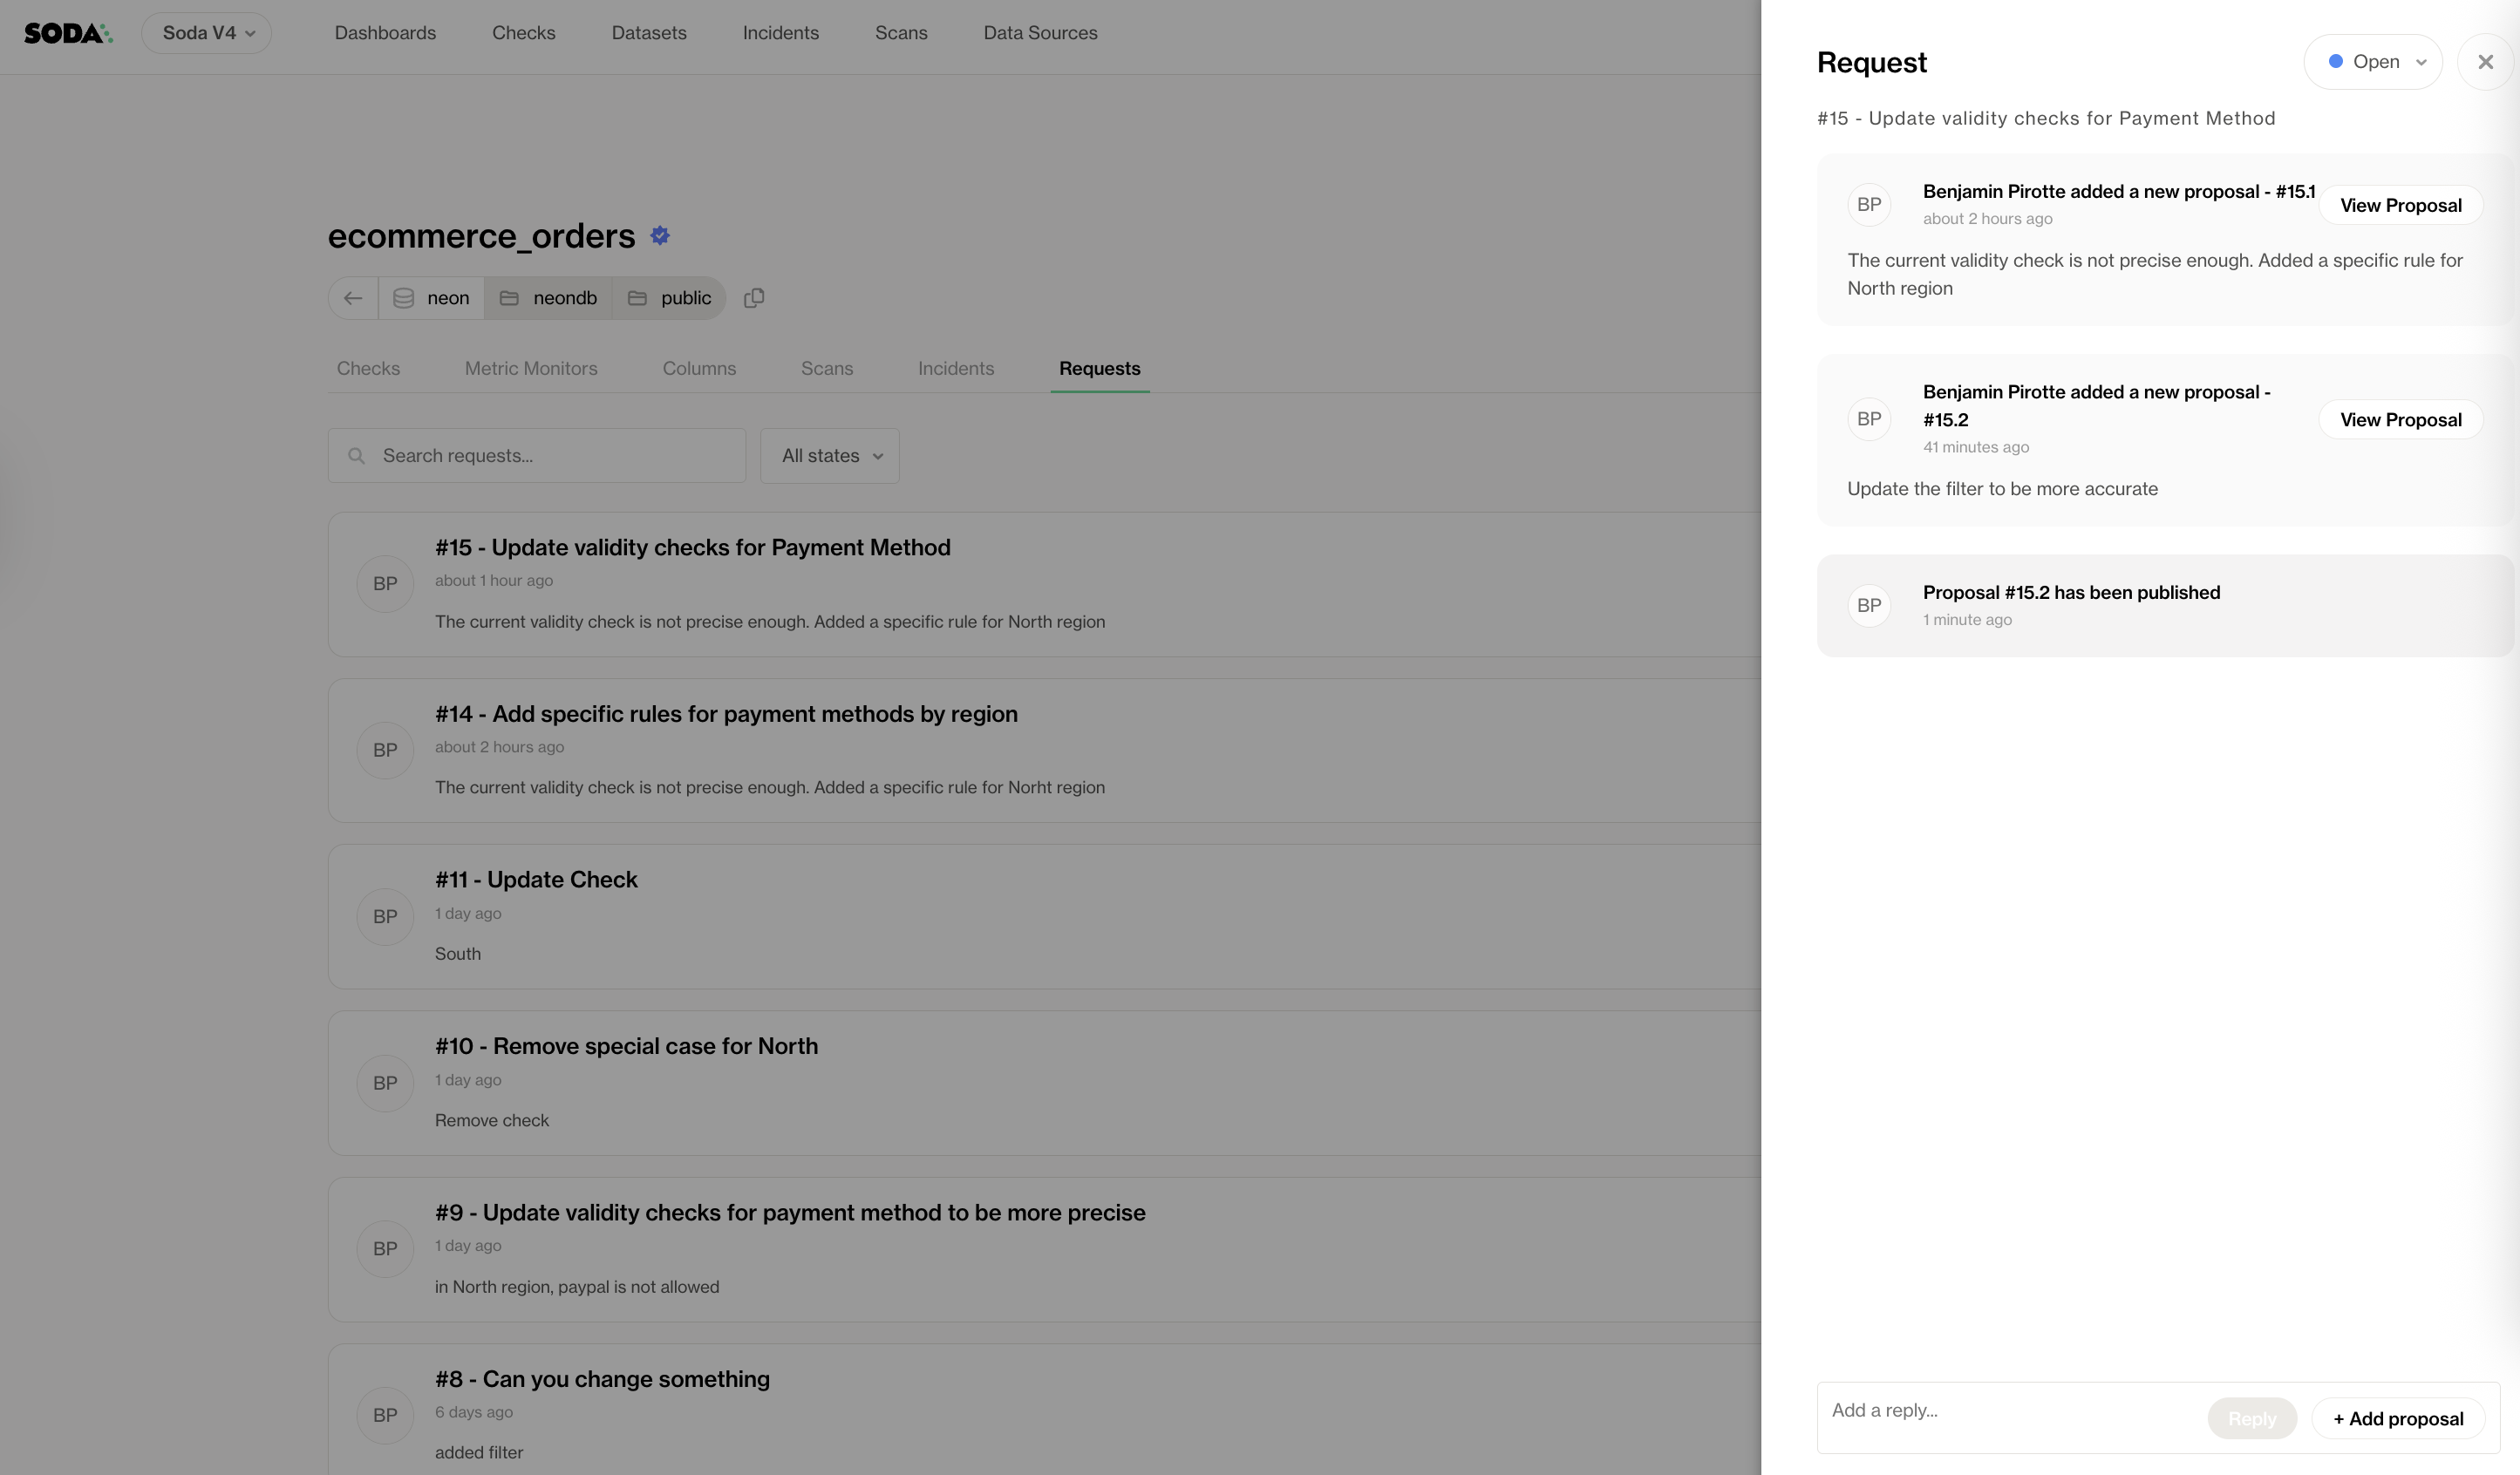 SODA
Soda V4
Dashboards
Checks
Datasets
Incidents
Scans
Data Sources
ecommerce_orders
neon
neondb
public
Checks
Metric Monitors
Columns
Scans
Incidents
Requests
Search requests...
All states
BP
#15 - Update validity checks for Payment Method
about 1 hour ago
The current validity check is not precise enough. Added a specific rule for North region
BP
#14 - Add specific rules for payment methods by region
about 2 hours ago
The current validity check is not precise enough. Added a specific rule for Norht region
BP
#11 - Update Check
1 day ago
South
BP
#10 - Remove special case for North
1 day ago
Remove check
BP
#9 - Update validity checks for payment method to be more precise
1 day ago
in North region, paypal is not allowed
BP
#8 - Can you change something
6 days ago
added filter
Request
Open
#15 - Update validity checks for Payment Method
BP
Benjamin Pirotte added a new proposal - #15.1
about 2 hours ago
View Proposal
The current validity check is not precise enough. Added a specific rule for
North region
BP
Benjamin Pirotte added a new proposal -
#15.2
41 minutes ago
View Proposal
Update the filter to be more accurate
BP
Proposal #15.2 has been published
1 minute ago
Add a reply...
Reply
+ Add proposal